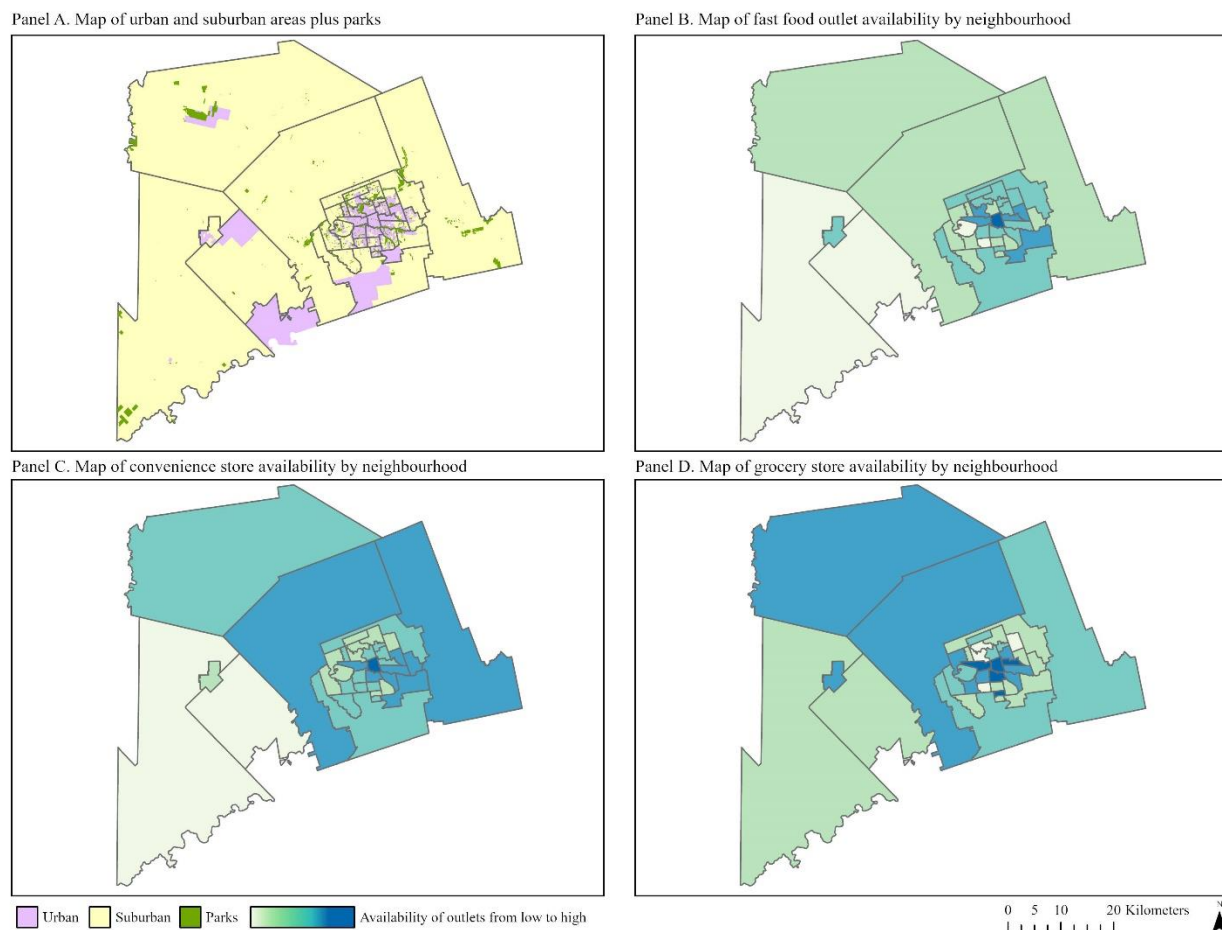 Panel A. Map of urban and suburban areas plus parks
Panel B. Map of fast food outlet availability by neighbourhood
Panel C. Map of convenience store availability by neighbourhood
Panel D. Map of grocery store availability by neighbourhood
Urban Suburban Parks Availability of outlets from low to high
0 5 10 20 Kilometers
N